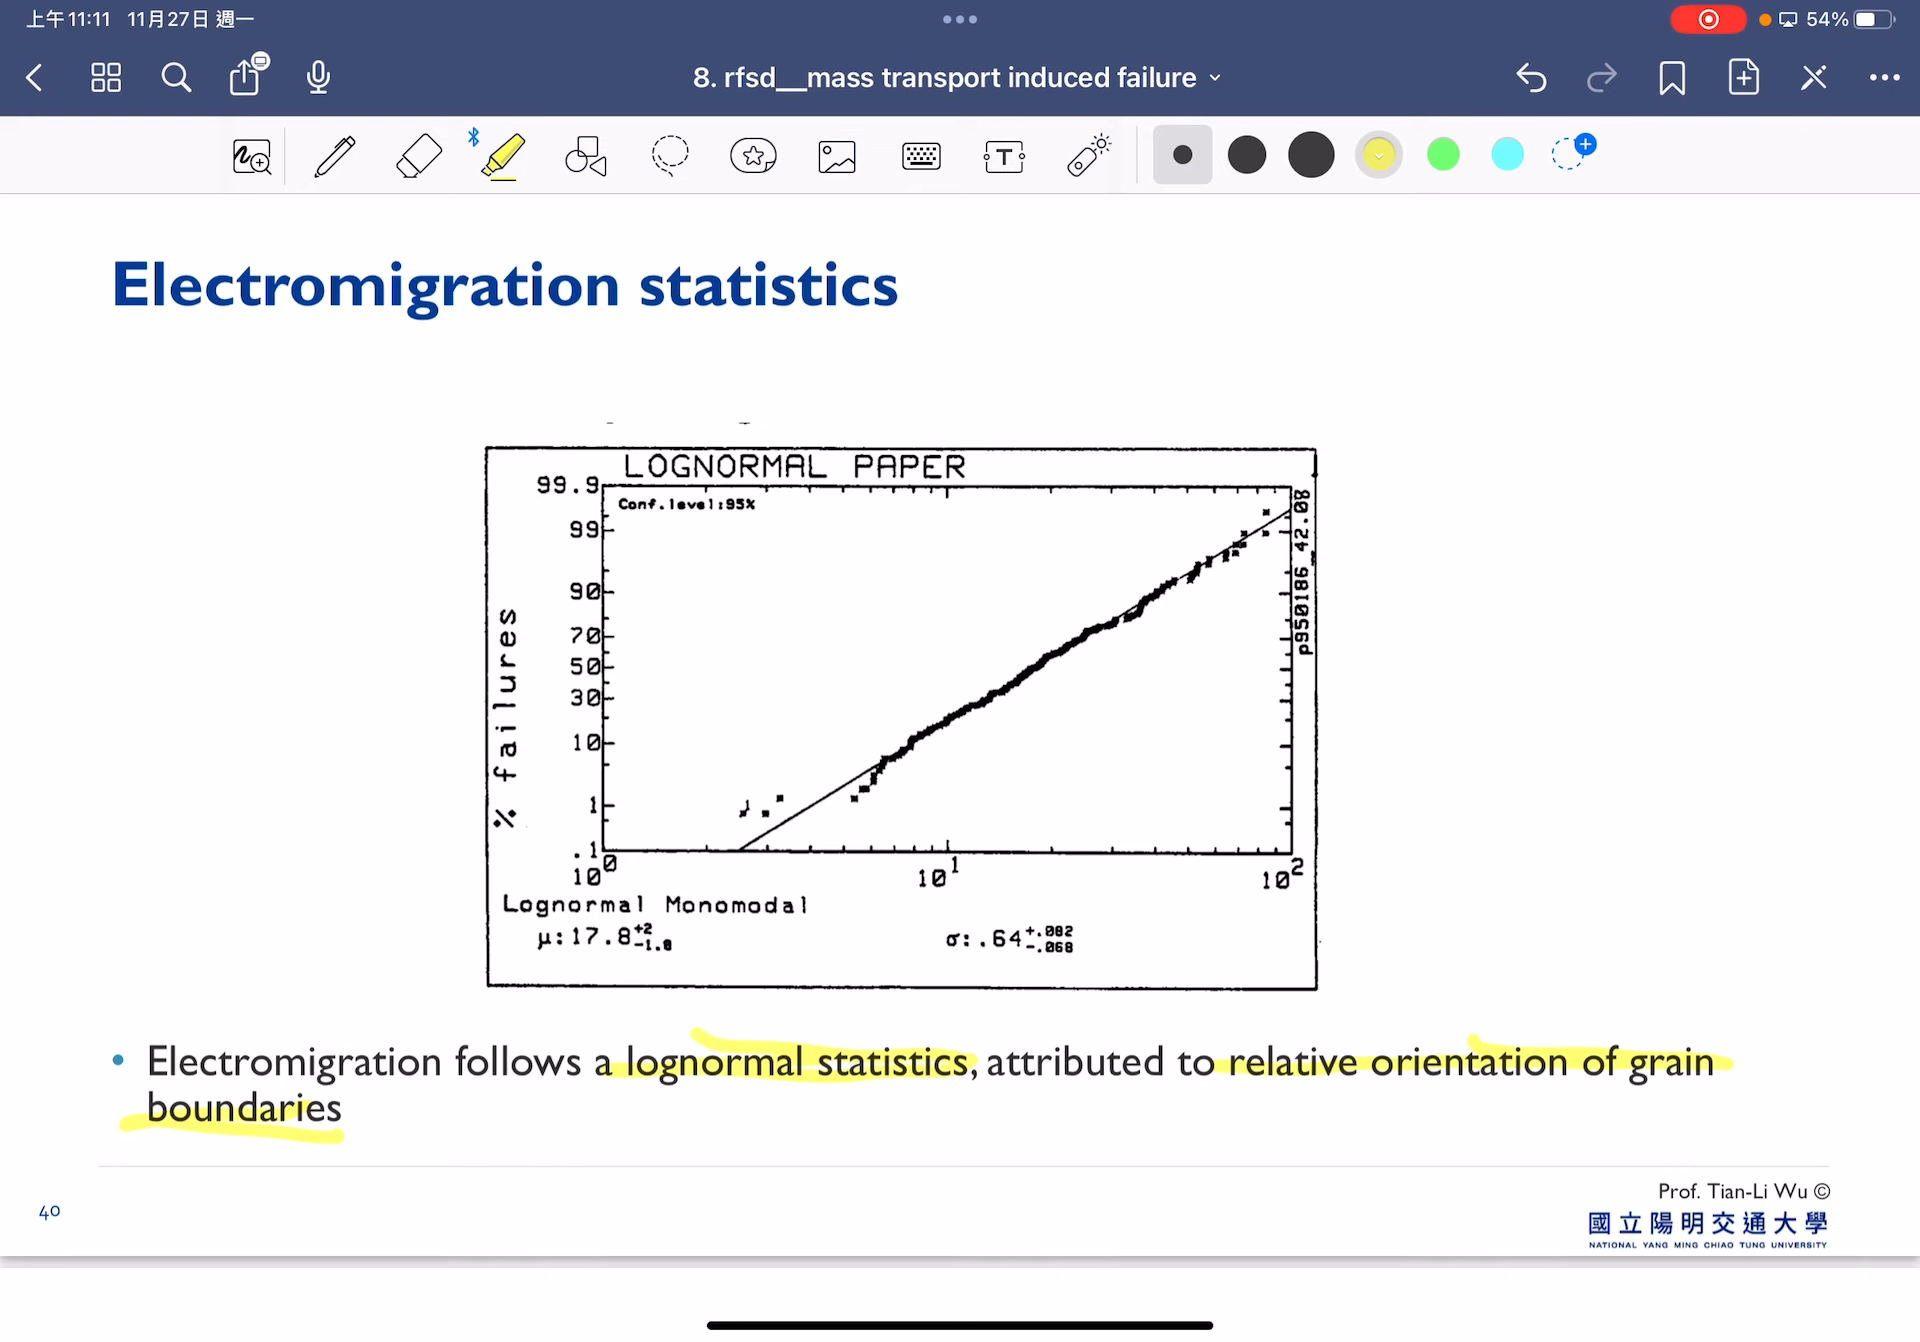 上午11:11 11月27日 週一
54%
8. rfsd__mass transport induced failure
Electromigration statistics
LOGNORMAL PAPER
Conf.level:95%
99.9
99
90
70
50
30
10
1
.1
% failures
10^0
10^1
10^2
p950186_42.08
Lognormal Monomodal
μ:17.8 +2 -1.8
σ:.64 +.082 -.068
• Electromigration follows a lognormal statistics, attributed to relative orientation of grain
boundaries
40
Prof. Tian-Li Wu ©
國立陽明交通大學
NATIONAL YANG MING CHIAO TUNG UNIVERSITY